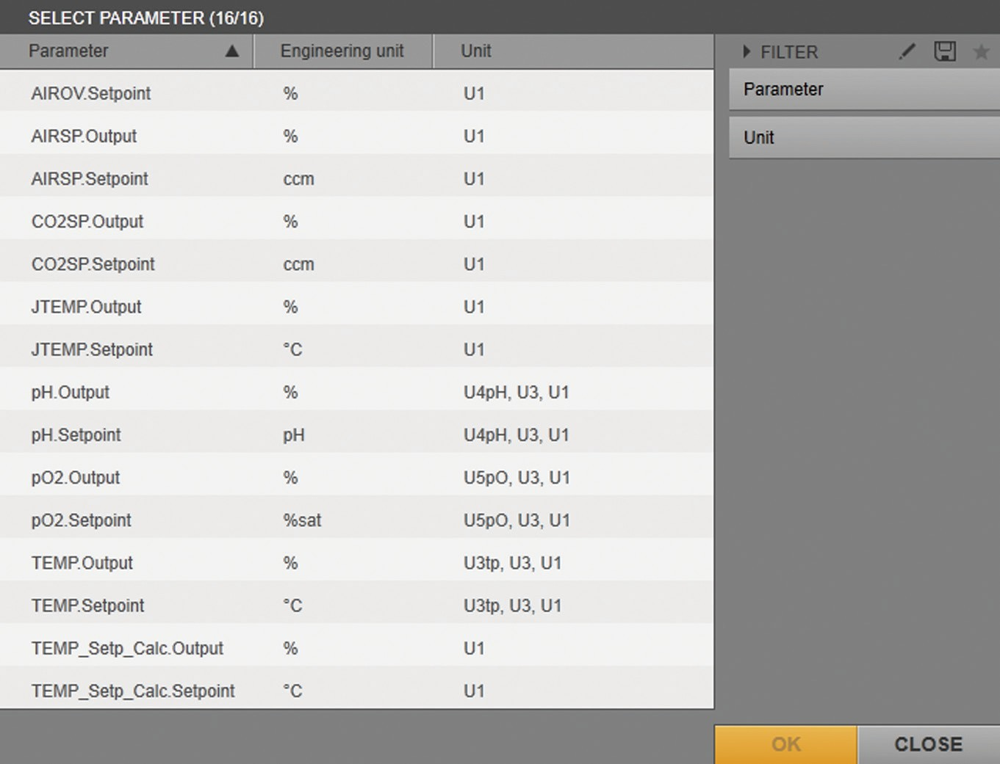 SELECT PARAMETER (16/16)
Parameter Engineering unit Unit
AIROV.Setpoint % U1
AIRSP.Output % U1
AIRSP.Setpoint ccm U1
CO2SP.Output % U1
CO2SP.Setpoint ccm U1
JTEMP.Output % U1
JTEMP.Setpoint °C U1
pH.Output % U4pH, U3, U1
pH.Setpoint pH U4pH, U3, U1
pO2.Output % U5pO, U3, U1
pO2.Setpoint %sat U5pO, U3, U1
TEMP.Output % U3tp, U3, U1
TEMP.Setpoint °C U3tp, U3, U1
TEMP_Setp_Calc.Output % U1
TEMP_Setp_Calc.Setpoint °C U1
FILTER
Parameter
Unit
OK CLOSE